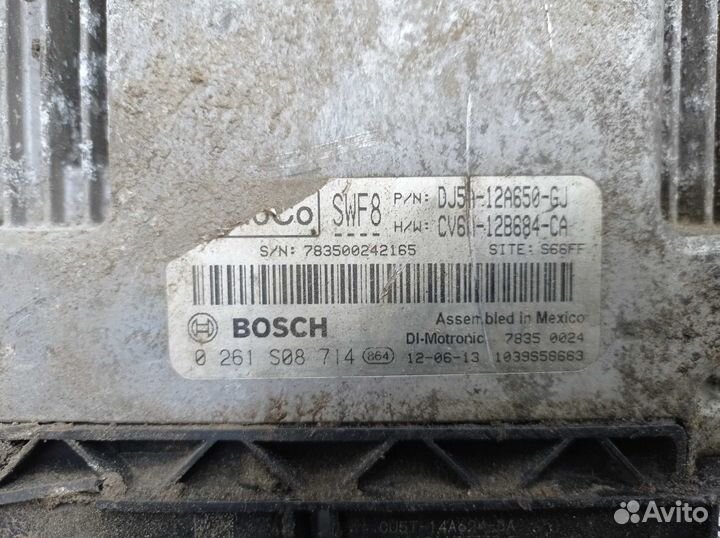 SWF8 P/N: DJ5A-12A650-GJ
H/W: CV6A-12B684-CA
S/N: 783500242165 SITE: S66FF
Assembled in Mexico
BOSCH
DI-Motronic 7835 0024
0 261 S08 714 864 12-06-13 1039S58663
Avito